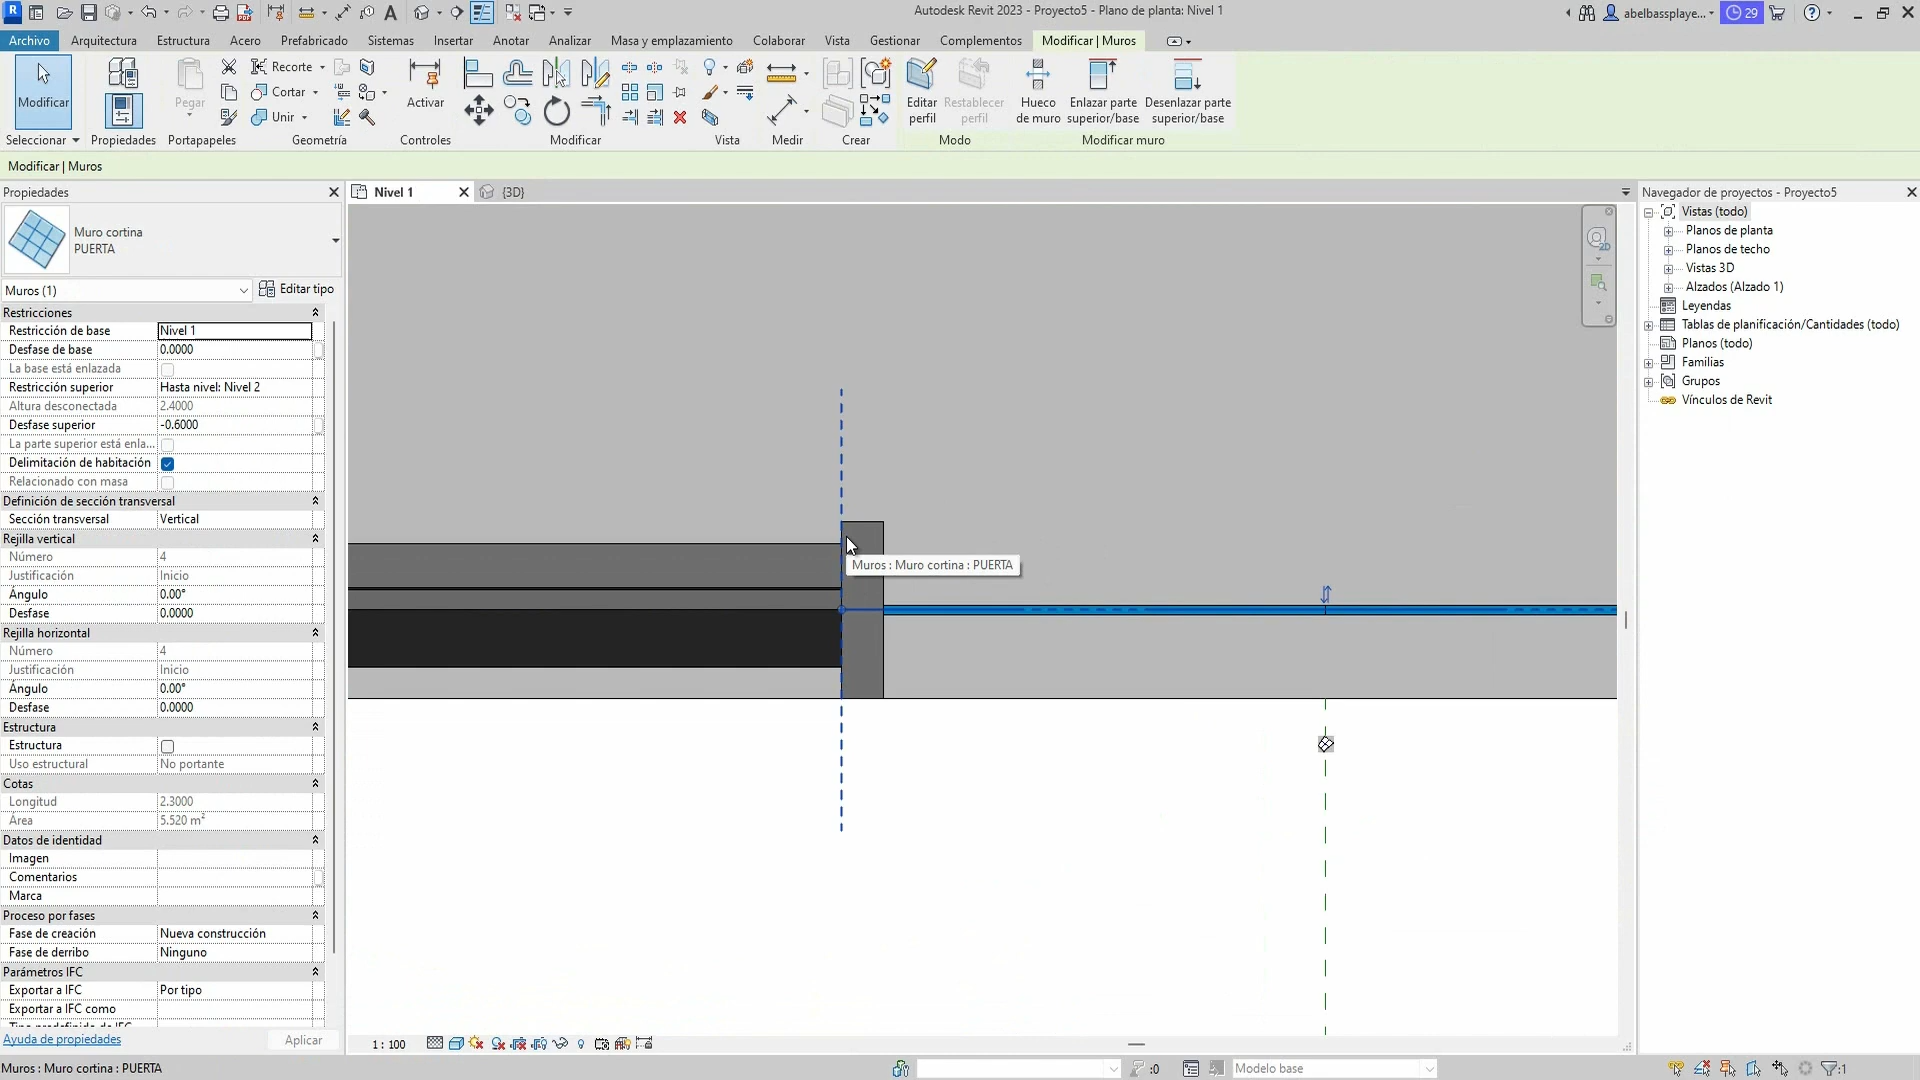 Autodesk Revit 2023 - Proyecto5 - Plano de planta: Nivel 1
abelbassplaye...
29
Archivo
Arquitectura
Estructura
Acero
Prefabricado
Sistemas
Insertar
Anotar
Analizar
Masa y emplazamiento
Colaborar
Vista
Gestionar
Complementos
Modificar | Muros
Modificar
Pegar
Recorte
Cortar
Unir
Activar
Editar perfil
Restablecer perfil
Hueco de muro
Enlazar parte superior/base
Desenlazar parte superior/base
Seleccionar
Propiedades
Portapapeles
Geometría
Controles
Modificar
Vista
Medir
Crear
Modo
Modificar muro
Modificar | Muros
Propiedades
Muro cortina
PUERTA
Muros (1)
Editar tipo
Restricciones
Restricción de base Nivel 1
Desfase de base 0.0000
La base está enlazada
Restricción superior Hasta nivel: Nivel 2
Altura desconectada 2.4000
Desfase superior -0.6000
La parte superior está enla...
Delimitación de habitación
Relacionado con masa
Definición de sección transversal
Sección transversal Vertical
Rejilla vertical
Número 4
Justificación Inicio
Ángulo 0.00°
Desfase 0.0000
Rejilla horizontal
Número 4
Justificación Inicio
Ángulo 0.00°
Desfase 0.0000
Estructura
Estructura
Uso estructural No portante
Cotas
Longitud 2.3000
Área 5.520 m²
Datos de identidad
Imagen
Comentarios
Marca
Proceso por fases
Fase de creación Nueva construcción
Fase de derribo Ninguno
Parámetros IFC
Exportar a IFC Por tipo
Exportar a IFC como
Ayuda de propiedades
Aplicar
Nivel 1
{3D}
Muros : Muro cortina : PUERTA
1 : 100
Navegador de proyectos - Proyecto5
Vistas (todo)
Planos de planta
Planos de techo
Vistas 3D
Alzados (Alzado 1)
Leyendas
Tablas de planificación/Cantidades (todo)
Planos (todo)
Familias
Grupos
Vínculos de Revit
Muros : Muro cortina : PUERTA
:0
Modelo base
:1